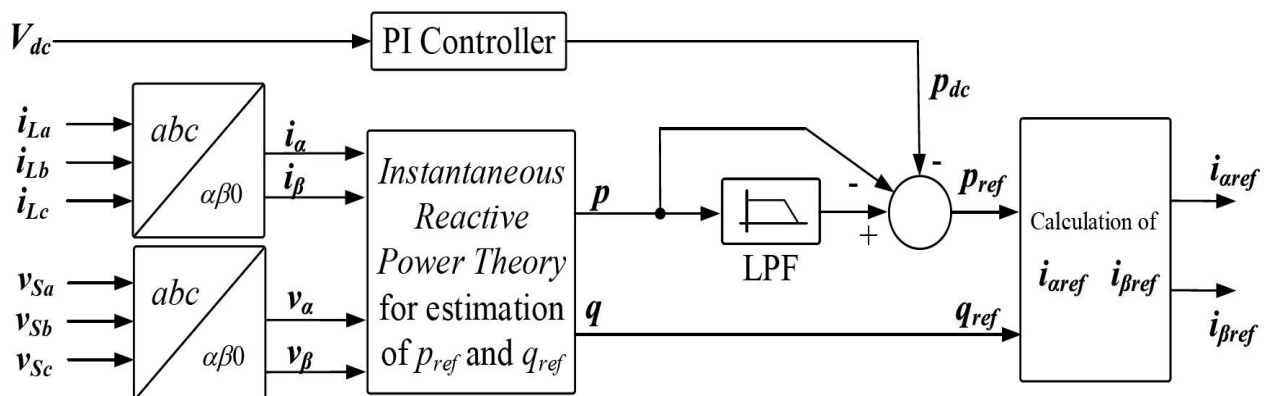 V_dc
PI Controller
p_dc
i_La
i_Lb
i_Lc
abc
αβ0
i_α
i_β
v_Sa
v_Sb
v_Sc
abc
αβ0
v_α
v_β
Instantaneous
Reactive
Power Theory
for estimation
of p_ref and q_ref
p
q
LPF
-
-
+
p_ref
q_ref
Calculation of
i_αref i_βref
i_αref
i_βref